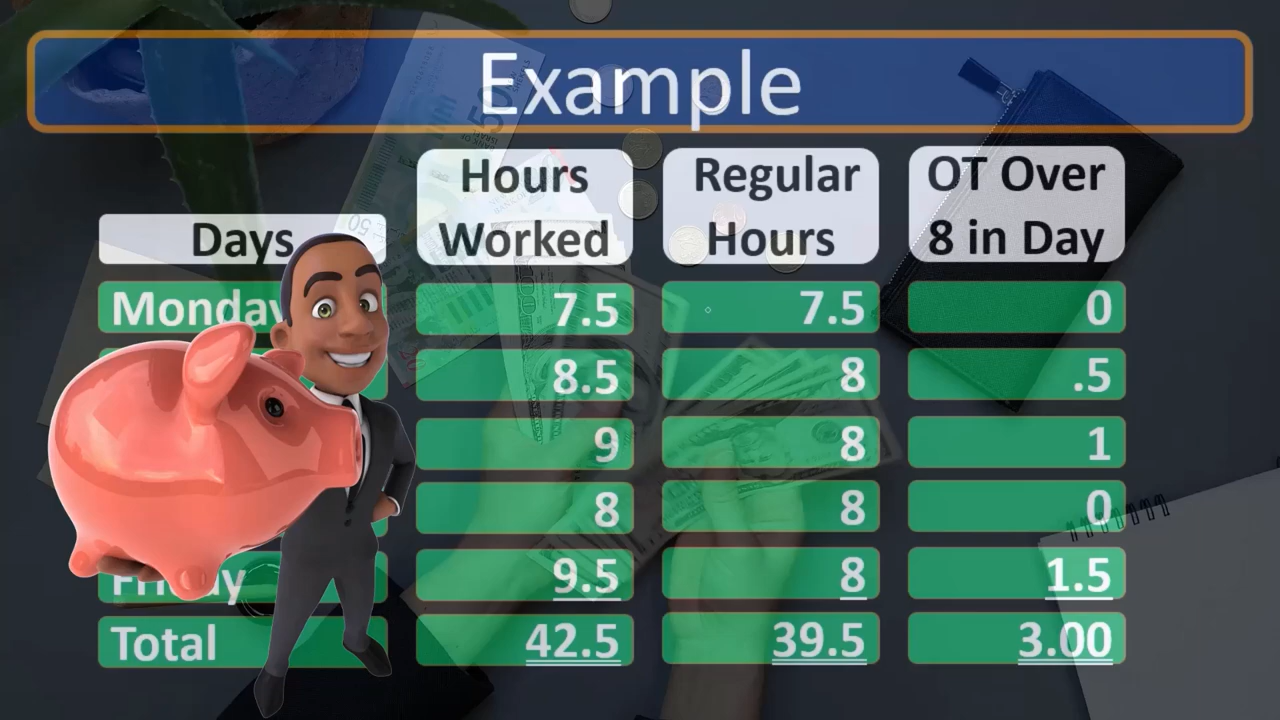 Example
Days Hours Worked Regular Hours OT Over 8 in Day
Monday 7.5 7.5 0
8.5 8 .5
9 8 1
8 8 0
Friday 9.5 8 1.5
Total 42.5 39.5 3.00